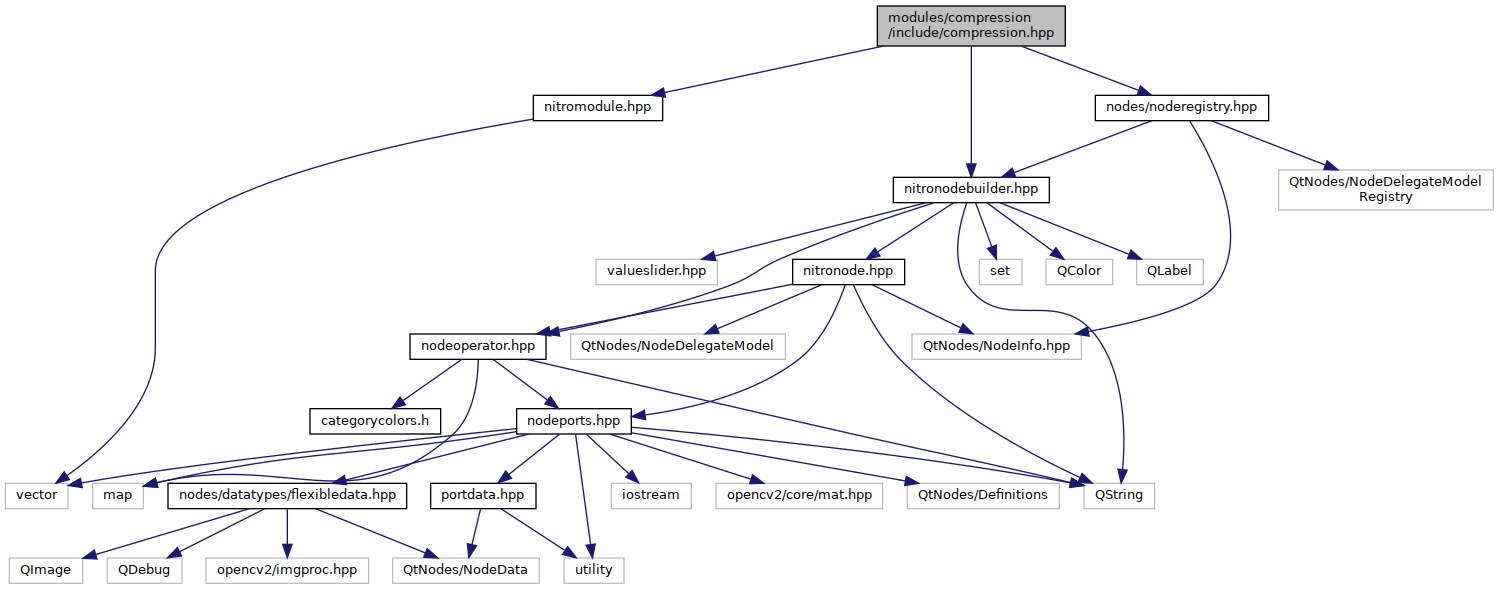 modules/compression
/include/compression.hpp
nitromodule.hpp
nodes/noderegistry.hpp
nitronodebuilder.hpp
QtNodes/NodeDelegateModel
Registry
valueslider.hpp
nitronode.hpp
set
QColor
QLabel
nodeoperator.hpp
QtNodes/NodeDelegateModel
QtNodes/NodeInfo.hpp
categorycolors.h
nodeports.hpp
vector
map
nodes/datatypes/flexibledata.hpp
portdata.hpp
iostream
opencv2/core/mat.hpp
QtNodes/Definitions
QString
QImage
QDebug
opencv2/imgproc.hpp
QtNodes/NodeData
utility